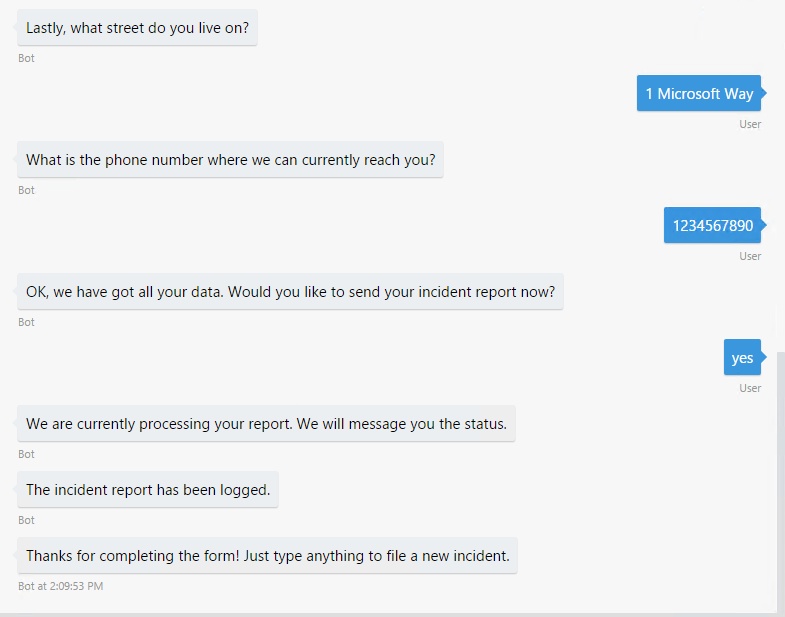 Lastly, what street do you live on?
Bot
1 Microsoft Way
User
What is the phone number where we can currently reach you?
Bot
1234567890
User
OK, we have got all your data. Would you like to send your incident report now?
Bot
yes
User
We are currently processing your report. We will message you the status.
Bot
The incident report has been logged.
Bot
Thanks for completing the form! Just type anything to file a new incident.
Bot at 2:09:53 PM